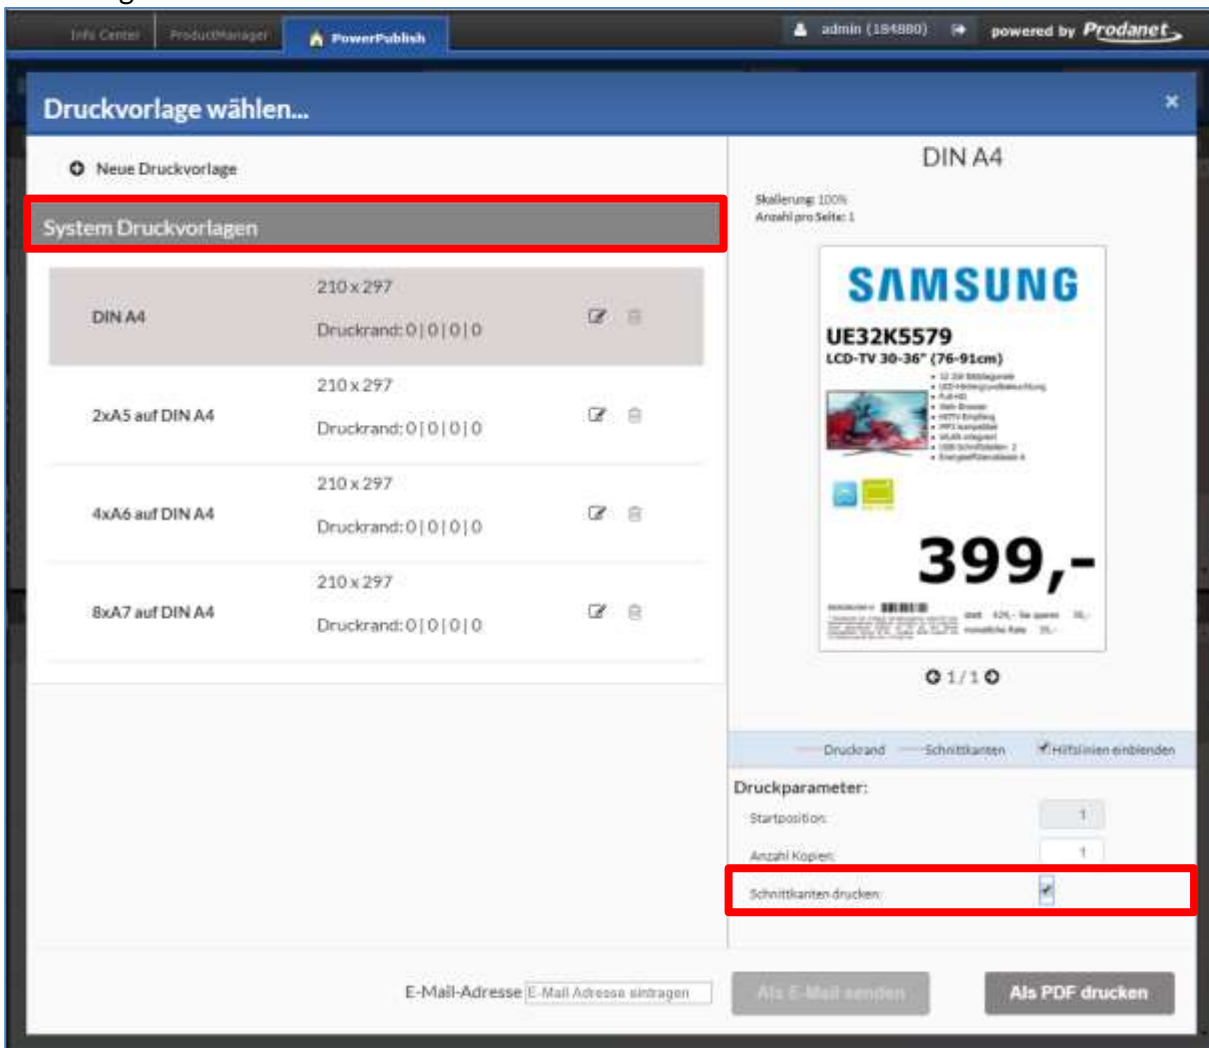 Info Center ProductManager PowerPublish admin (184880) powered by Prodanet
Druckvorlage wählen...
Neue Druckvorlage
System Druckvorlagen
DIN A4
210 x 297
Druckrand: 0 | 0 | 0 | 0
2xA5 auf DIN A4
210 x 297
Druckrand: 0 | 0 | 0 | 0
4xA6 auf DIN A4
210 x 297
Druckrand: 0 | 0 | 0 | 0
8xA7 auf DIN A4
210 x 297
Druckrand: 0 | 0 | 0 | 0
DIN A4
Skalierung: 100%
Anzahl pro Seite: 1
SAMSUNG
UE32K5579
LCD-TV 30-36" (76-91cm)
399,-
1 / 1
Druckrand Schnittkanten Hilfslinien einblenden
Druckparameter:
Startposition: 1
Anzahl Kopien: 1
Schnittkanten drucken:
E-Mail-Adresse E-Mail Adresse eintragen Als E-Mail senden Als PDF drucken